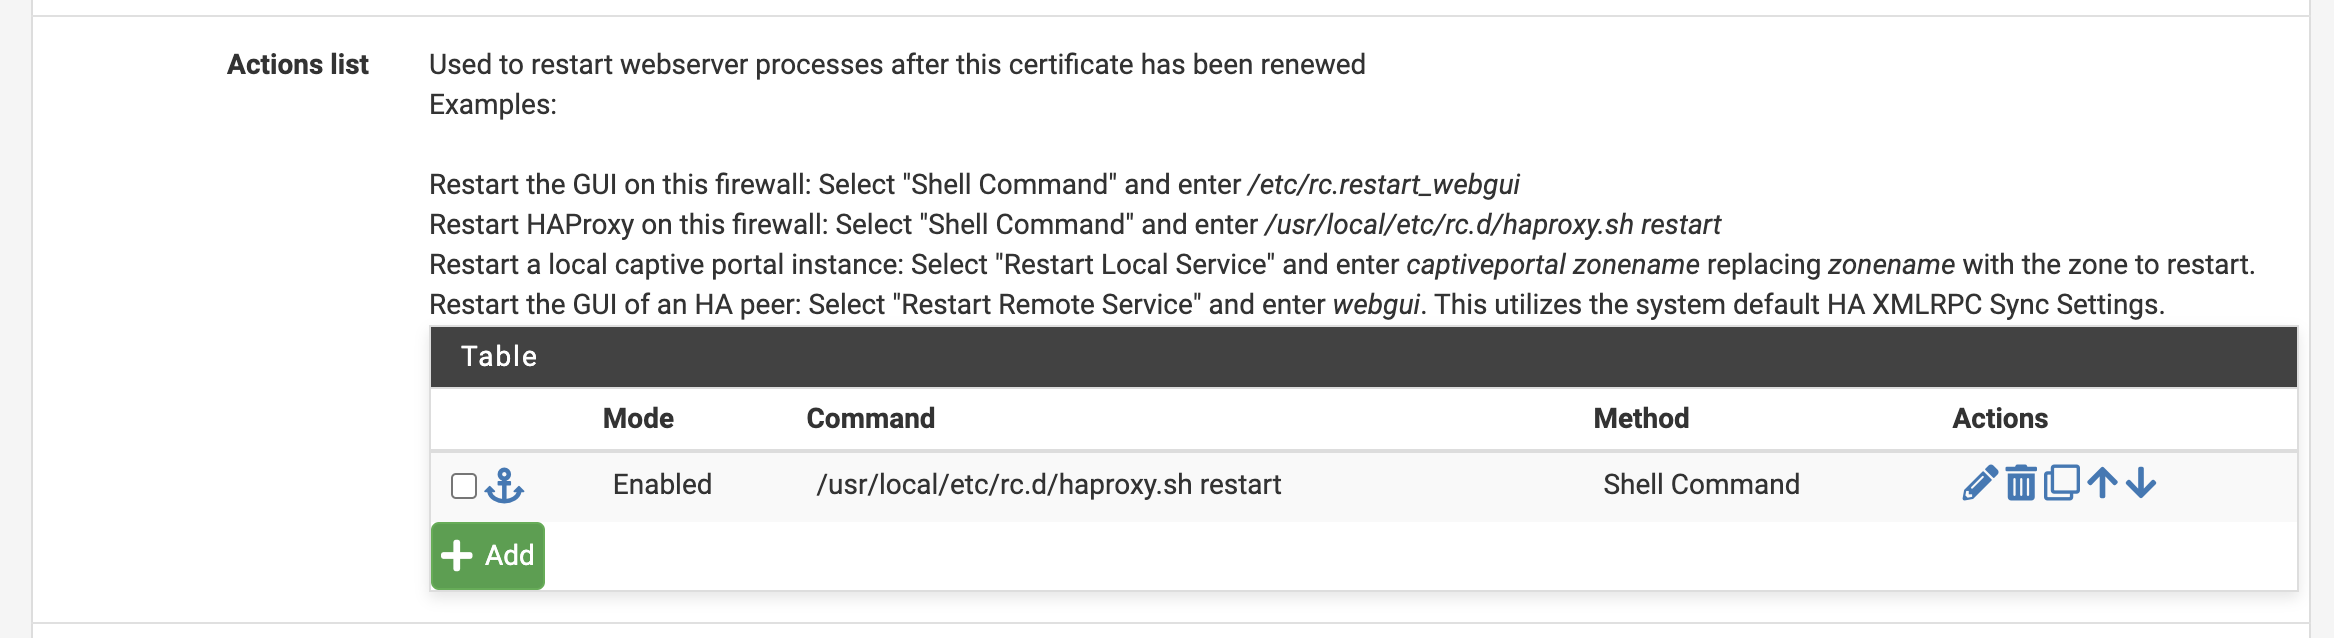 Actions list
Used to restart webserver processes after this certificate has been renewed
Examples:
Restart the GUI on this firewall: Select "Shell Command" and enter /etc/rc.restart_webgui
Restart HAProxy on this firewall: Select "Shell Command" and enter /usr/local/etc/rc.d/haproxy.sh restart
Restart a local captive portal instance: Select "Restart Local Service" and enter captiveportal zonename replacing zonename with the zone to restart.
Restart the GUI of an HA peer: Select "Restart Remote Service" and enter webgui. This utilizes the system default HA XMLRPC Sync Settings.
Table
Mode Command Method Actions
Enabled /usr/local/etc/rc.d/haproxy.sh restart Shell Command
Add